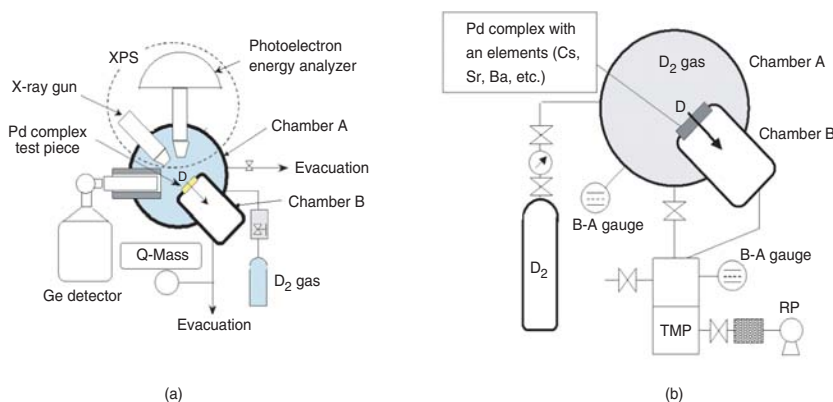 XPS
Photoelectron
energy analyzer
X-ray gun
Pd complex
test piece
Chamber A
D
Evacuation
Chamber B
Q-Mass
Ge detector
D2 gas
Evacuation
(a)
Pd complex with
an elements (Cs,
Sr, Ba, etc.)
D2 gas
Chamber A
D
Chamber B
B-A gauge
B-A gauge
D2
RP
TMP
(b)